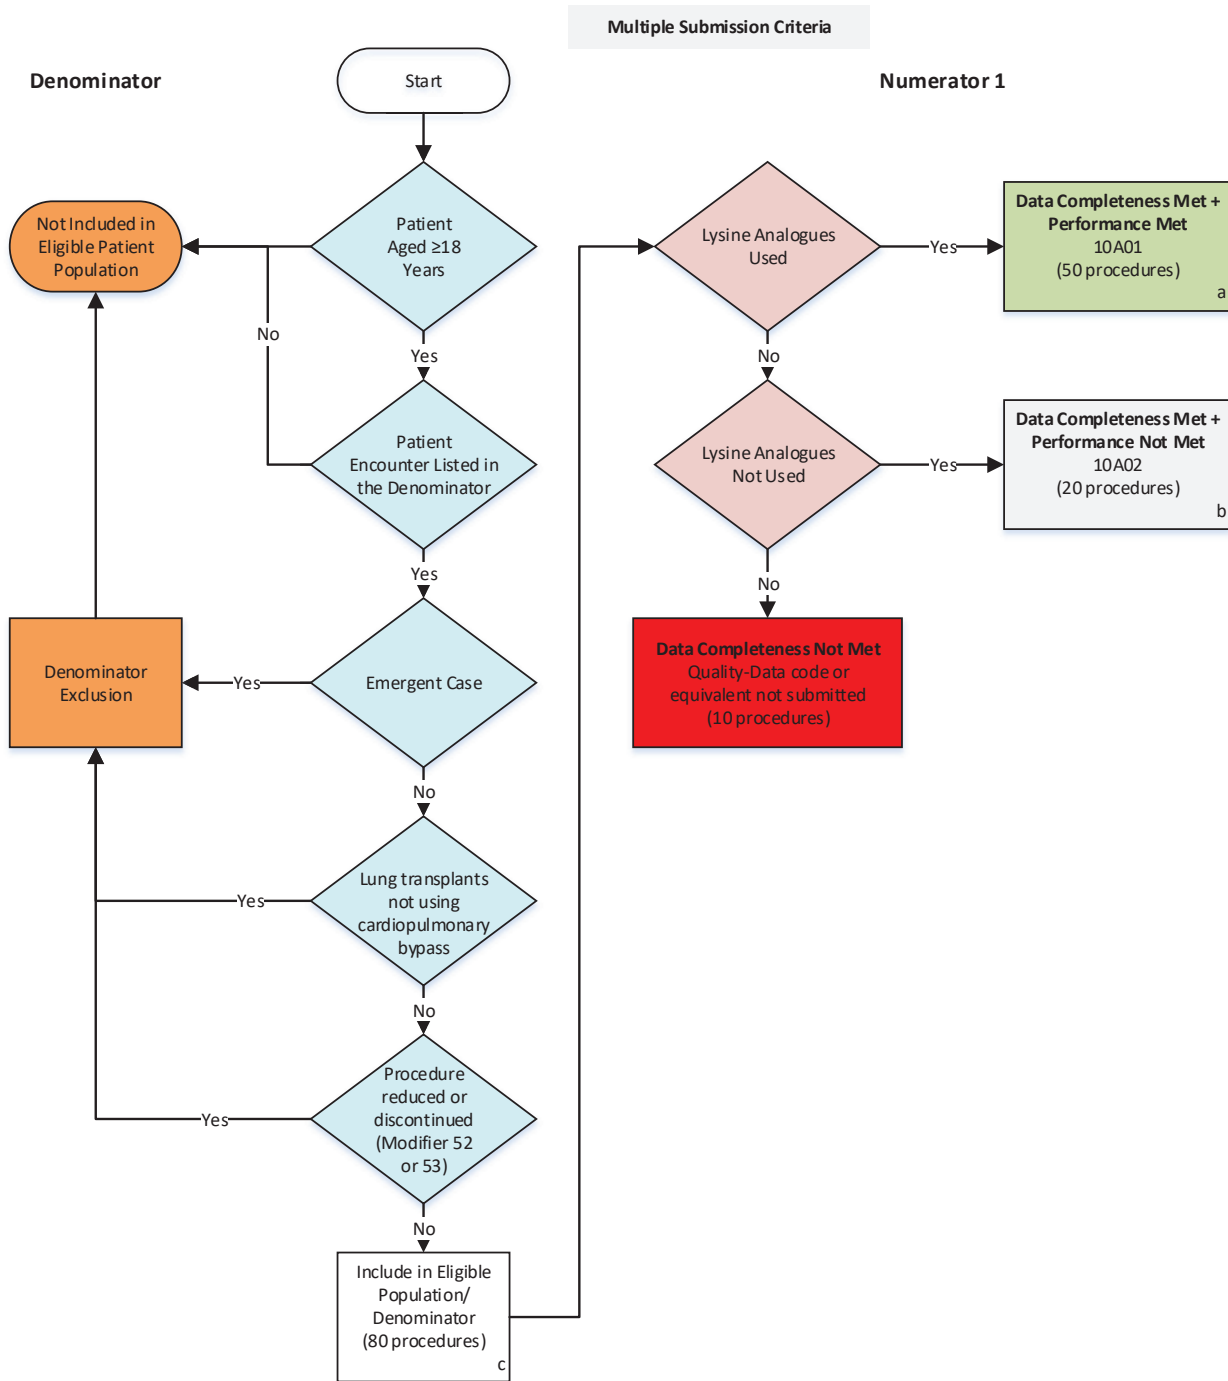 Multiple Submission Criteria
Denominator
Start
Numerator 1
Patient
Aged ≥18
Years
Not Included in
Eligible Patient
Population
No
Yes
Patient
Encounter Listed in
the Denominator
Yes
Emergent Case
Yes
Denominator
Exclusion
No
Lung transplants
not using
cardiopulmonary
bypass
Yes
No
Procedure
reduced or
discontinued
(Modifier 52
or 53)
Yes
No
Include in Eligible
Population/
Denominator
(80 procedures)
c
Lysine Analogues
Used
Yes
Data Completeness Met +
Performance Met
10A01
(50 procedures)
a
No
Lysine Analogues
Not Used
Yes
Data Completeness Met +
Performance Not Met
10A02
(20 procedures)
b
No
Data Completeness Not Met
Quality-Data code or
equivalent not submitted
(10 procedures)